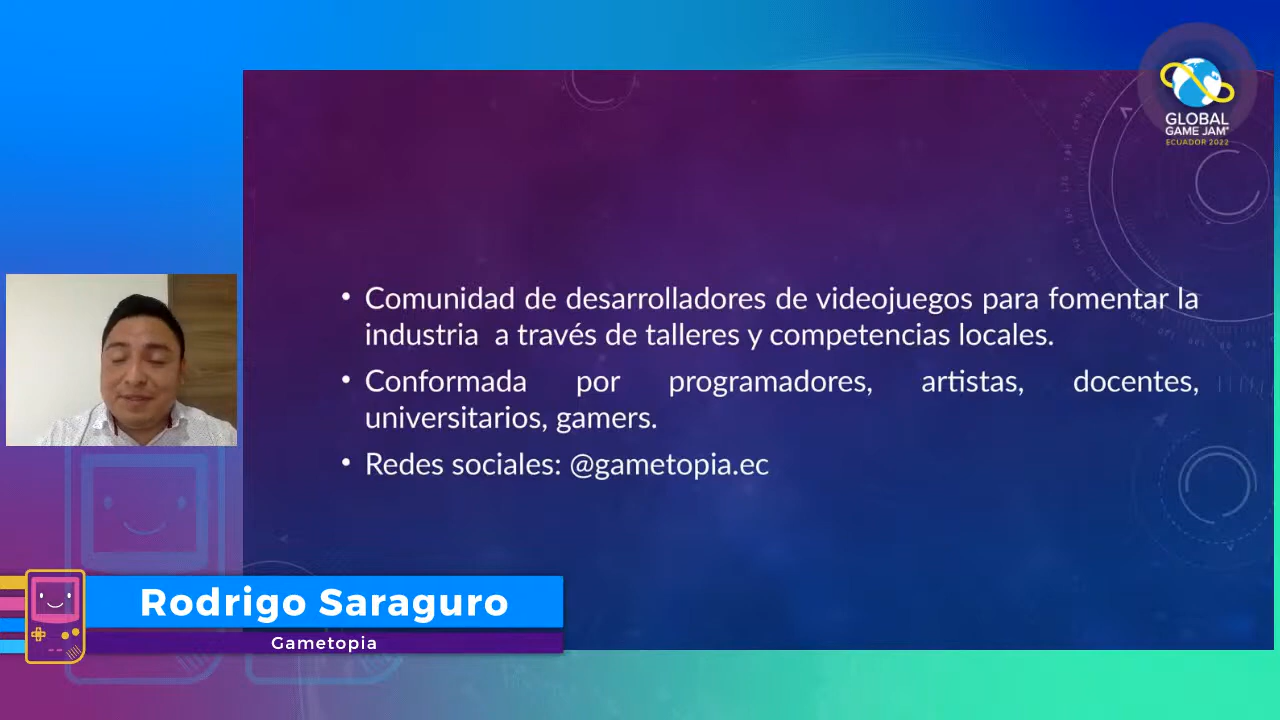 GLOBAL
GAME JAM
ECUADOR 2022
• Comunidad de desarrolladores de videojuegos para fomentar la
industria a través de talleres y competencias locales.
• Conformada por programadores, artistas, docentes,
universitarios, gamers.
• Redes sociales: @gametopia.ec
Rodrigo Saraguro
Gametopia